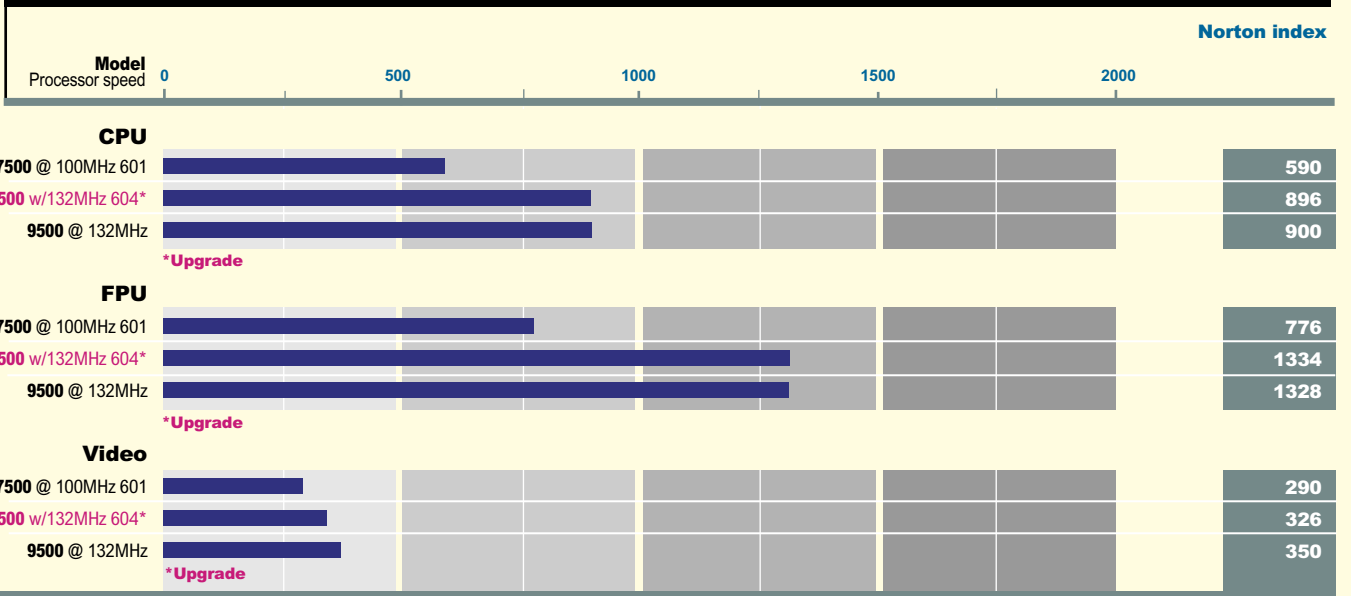 Norton index
Model
Processor speed
0 500 1000 1500 2000
CPU
7500 @ 100MHz 601 590
500 w/132MHz 604* 896
9500 @ 132MHz 900
*Upgrade
FPU
7500 @ 100MHz 601 776
500 w/132MHz 604* 1334
9500 @ 132MHz 1328
*Upgrade
Video
7500 @ 100MHz 601 290
500 w/132MHz 604* 326
9500 @ 132MHz 350
*Upgrade